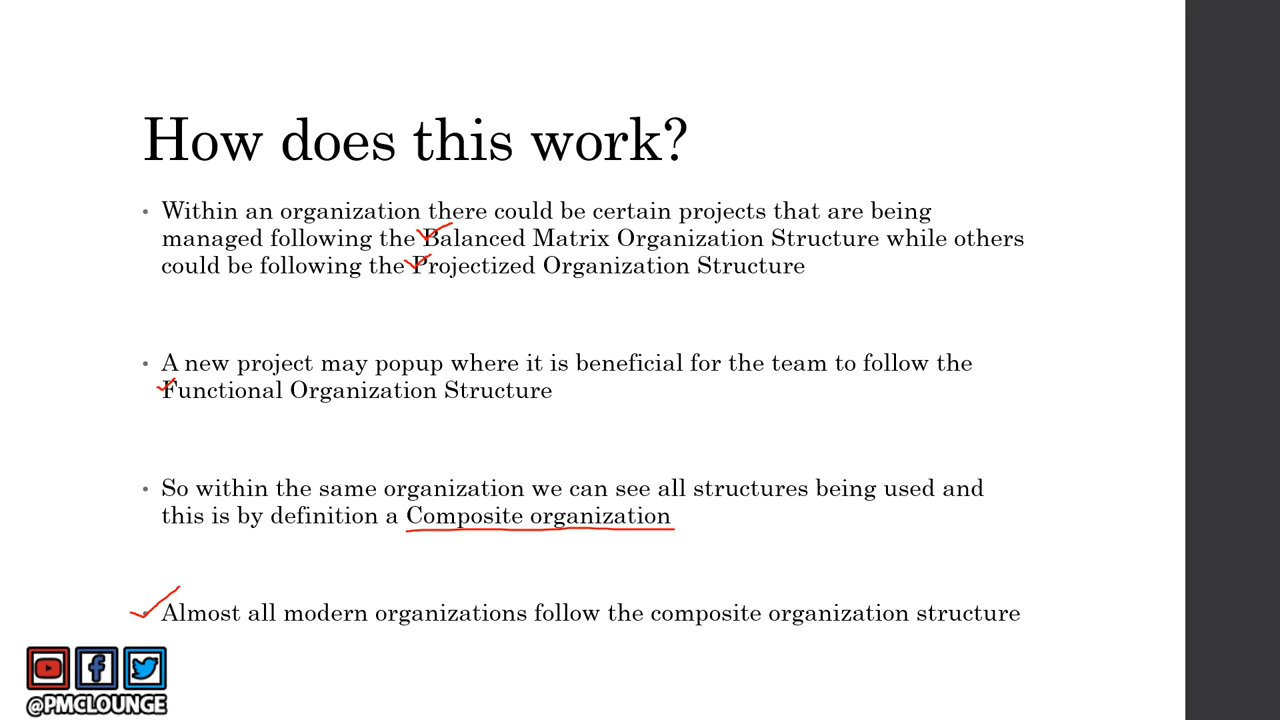 How does this work?
• Within an organization there could be certain projects that are being
managed following the Balanced Matrix Organization Structure while others
could be following the Projectized Organization Structure
• A new project may popup where it is beneficial for the team to follow the
Functional Organization Structure
• So within the same organization we can see all structures being used and
this is by definition a Composite organization
• Almost all modern organizations follow the composite organization structure
@PMCLOUNGE